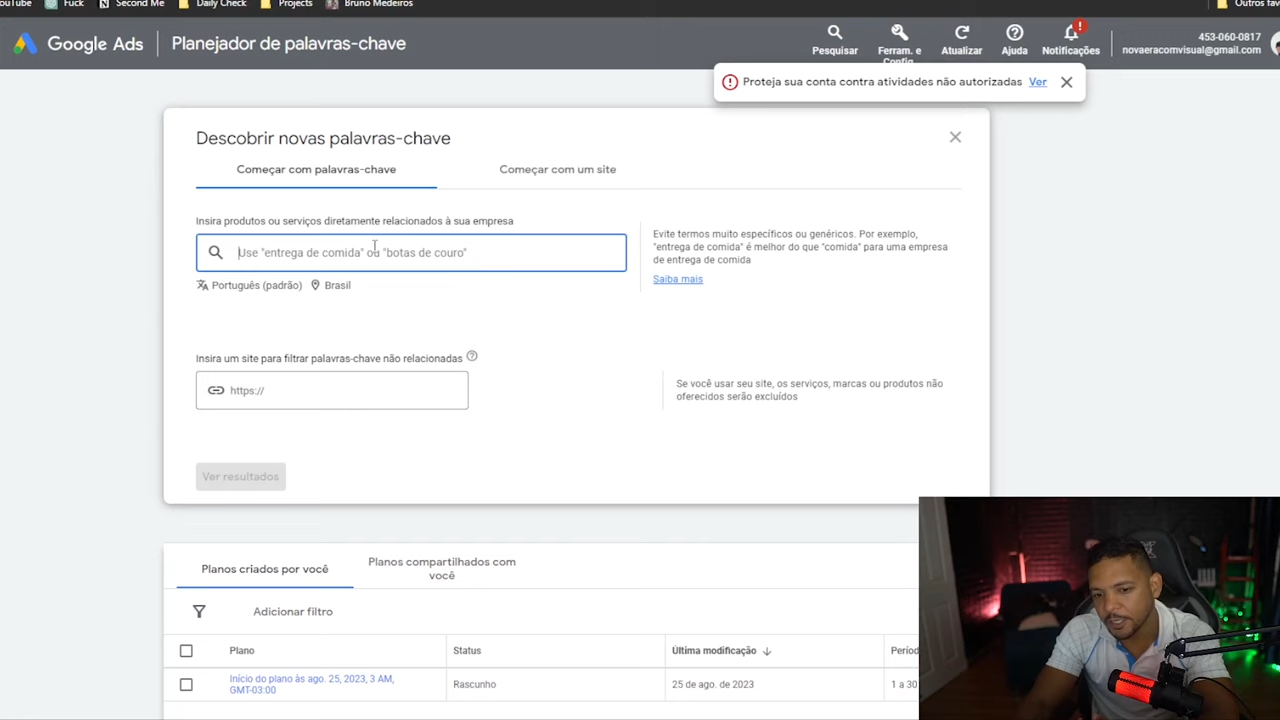 Fuck
Second Me
Daily Check
Projects
Bruno Medeiros
Google Ads
Planejador de palavras-chave
Pesquisar
Ferram. e
Config.
Atualizar
Ajuda
Notificações
453-060-0817
novaeracomvisual@gmail.com
Proteja sua conta contra atividades não autorizadas Ver
Descobrir novas palavras-chave
Começar com palavras-chave
Começar com um site
Insira produtos ou serviços diretamente relacionados à sua empresa
Use "entrega de comida" ou "botas de couro"
Português (padrão) Brasil
Evite termos muito específicos ou genéricos. Por exemplo,
"entrega de comida" é melhor do que "comida" para uma empresa
de entrega de comida
Saiba mais
Insira um site para filtrar palavras-chave não relacionadas
https://
Se você usar seu site, os serviços, marcas ou produtos não
oferecidos serão excluídos
Ver resultados
Planos criados por você
Planos compartilhados com
você
Adicionar filtro
Plano
Status
Última modificação
Início do plano às ago. 25, 2023, 3 AM,
GMT-03:00
Rascunho
25 de ago. de 2023
1 a 30